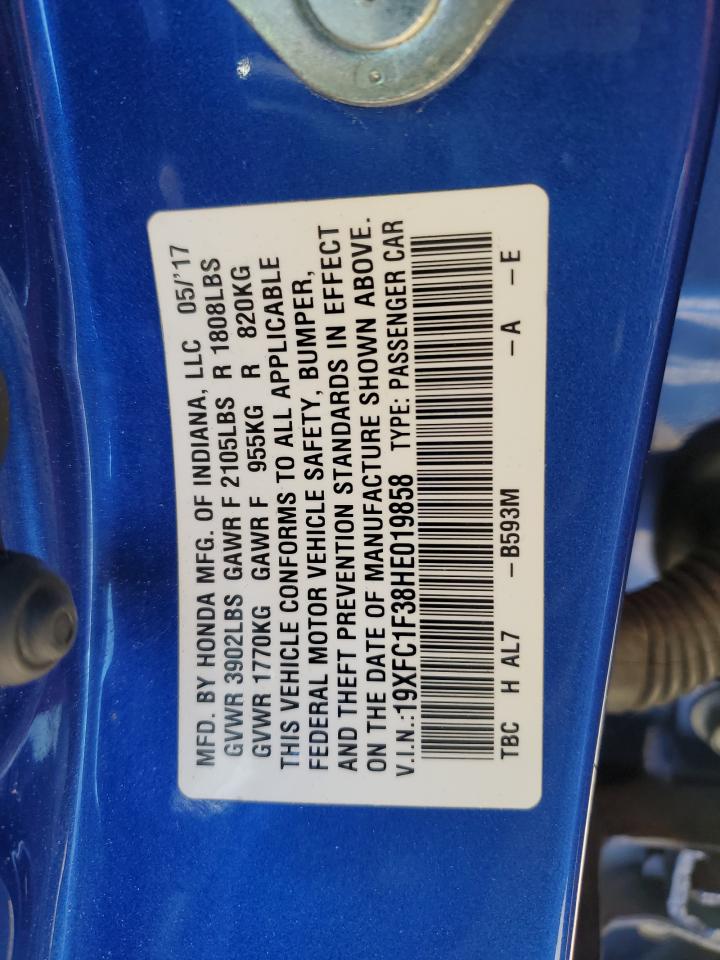 MFD. BY HONDA MFG. OF INDIANA, LLC 05/'17
GVWR 3902LBS GAWR F 2105LBS R 1808LBS
GVWR 1770KG GAWR F 955KG R 820KG
THIS VEHICLE CONFORMS TO ALL APPLICABLE
FEDERAL MOTOR VEHICLE SAFETY, BUMPER,
AND THEFT PREVENTION STANDARDS IN EFFECT
ON THE DATE OF MANUFACTURE SHOWN ABOVE.
V.I.N.:19XFC1F38HE019858 TYPE: PASSENGER CAR
TBC H AL7 -B593M -A -E